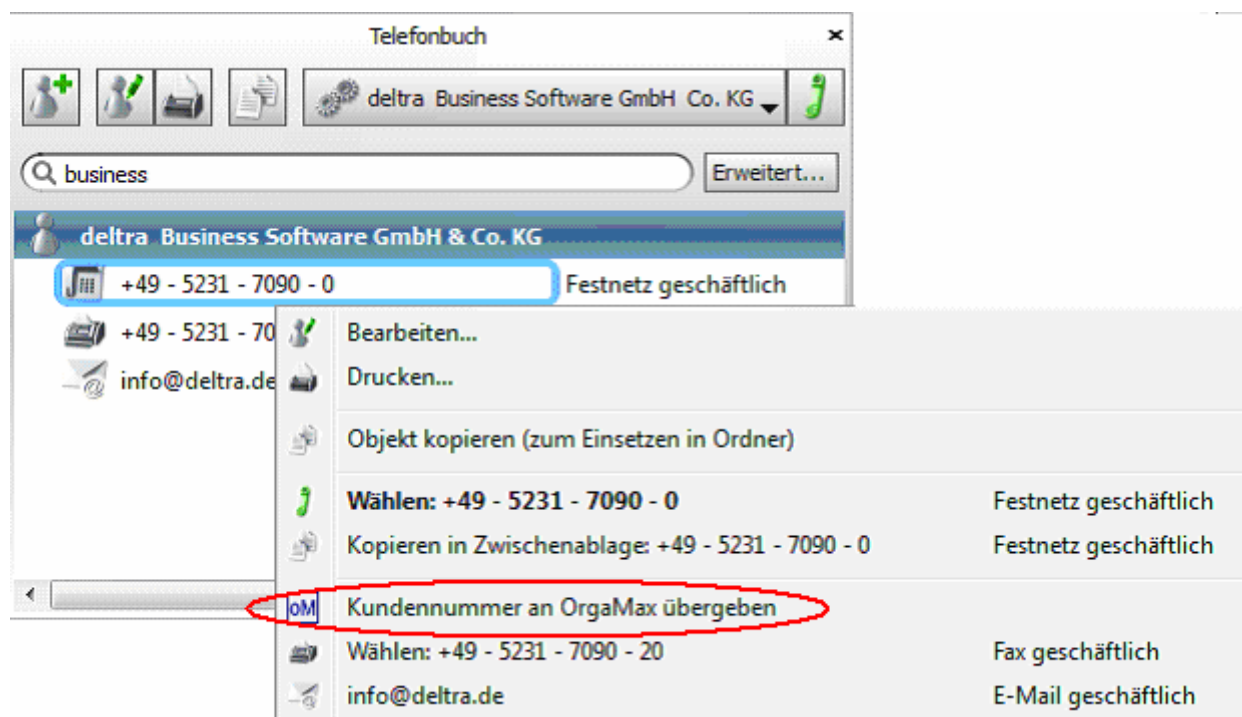 Telefonbuch
deltra Business Software GmbH Co. KG
business
Erweitert...
deltra Business Software GmbH & Co. KG
+49 - 5231 - 7090 - 0 Festnetz geschäftlich
+49 - 5231 - 70
info@deltra.de
Bearbeiten...
Drucken...
Objekt kopieren (zum Einsetzen in Ordner)
Wählen: +49 - 5231 - 7090 - 0 Festnetz geschäftlich
Kopieren in Zwischenablage: +49 - 5231 - 7090 - 0 Festnetz geschäftlich
oM Kundennummer an OrgaMax übergeben
Wählen: +49 - 5231 - 7090 - 20 Fax geschäftlich
info@deltra.de E-Mail geschäftlich